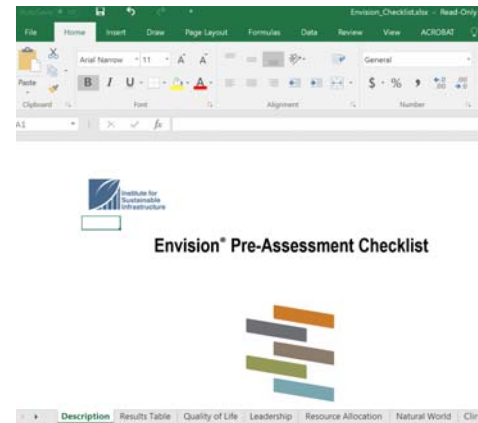 Envision_Checklist.xlsx - Read-Only
File Home Insert Draw Page Layout Formulas Data Review View ACROBAT
Arial Narrow 11 A A General
Paste B I U A $ % , .00
Clipboard Font Alignment Number
A1 fx
Institute for
Sustainable
Infrastructure
Envision® Pre-Assessment Checklist
Description Results Table Quality of Life Leadership Resource Allocation Natural World